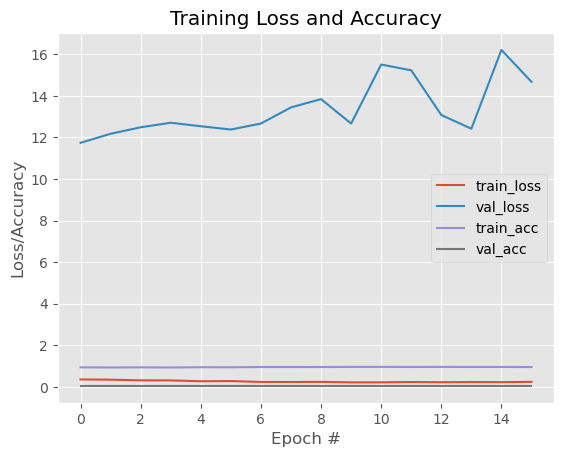 Training Loss and Accuracy
16
14
12
10
8
6
4
2
0
Loss/Accuracy
train_loss
val_loss
train_acc
val_acc
0 2 4 6 8 10 12 14
Epoch #